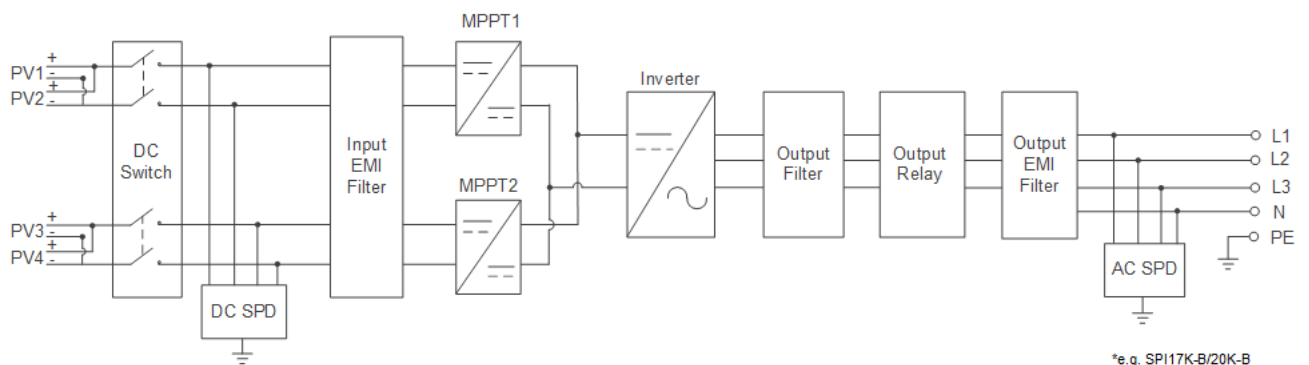 MPPT1
PV1
+
-
PV2
+
-
DC
Switch
Input
EMI
Filter
Inverter
Output
Filter
Output
Relay
Output
EMI
Filter
L1
L2
L3
N
PE
MPPT2
PV3
+
-
PV4
+
-
DC SPD
AC SPD
*e.g. SPI17K-B/20K-B